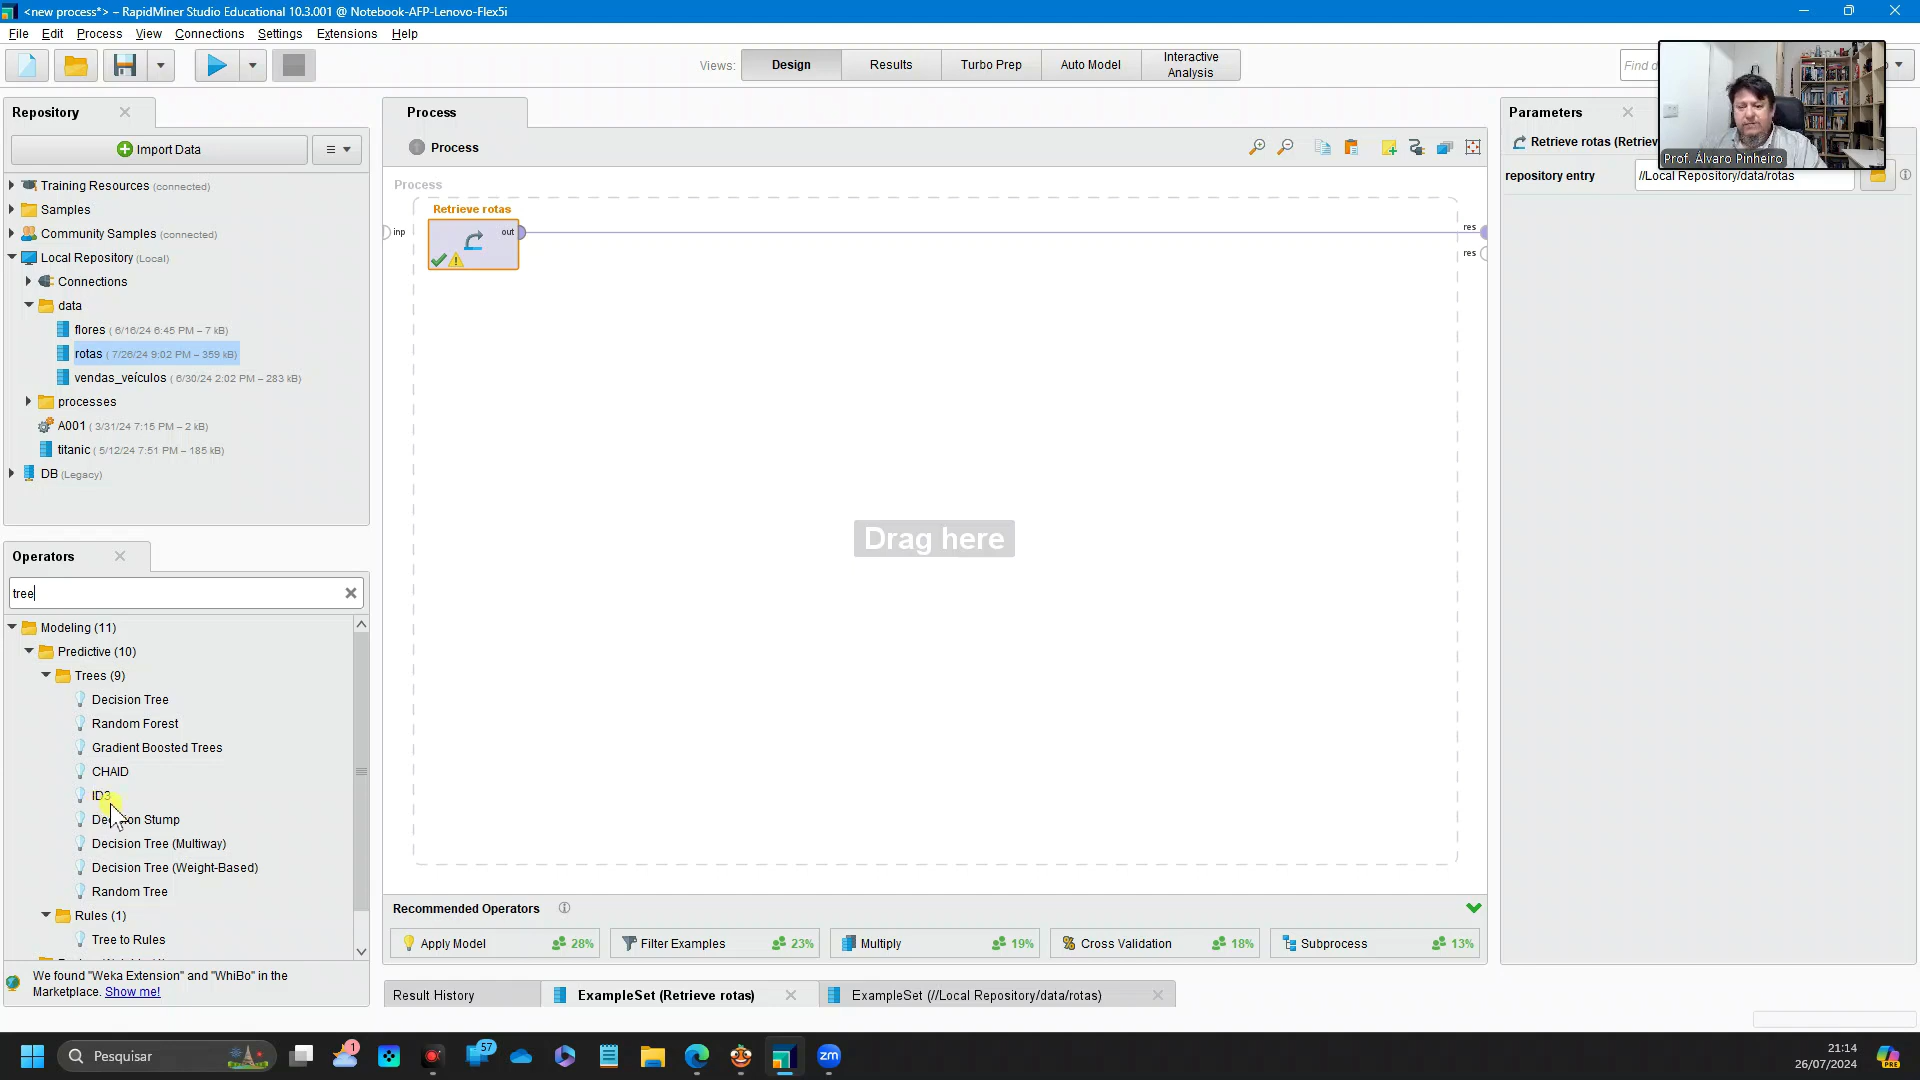 <new process*> – RapidMiner Studio Educational 10.3.001 @ Notebook-AFP-Lenovo-Flex5i
File Edit Process View Connections Settings Extensions Help
Views: Design Results Turbo Prep Auto Model Interactive Analysis
Find d
Repository
Import Data
Training Resources (connected)
Samples
Community Samples (connected)
Local Repository (Local)
Connections
data
flores ( 6/16/24 6:45 PM – 7 kB)
rotas ( 7/26/24 9:02 PM – 359 kB)
vendas_veículos ( 6/30/24 2:02 PM – 283 kB)
processes
A001 ( 3/31/24 7:15 PM – 2 kB)
titanic ( 5/12/24 7:51 PM – 185 kB)
DB (Legacy)
Operators
tree
Modeling (11)
Predictive (10)
Trees (9)
Decision Tree
Random Forest
Gradient Boosted Trees
CHAID
ID3
Decision Stump
Decision Tree (Multiway)
Decision Tree (Weight-Based)
Random Tree
Rules (1)
Tree to Rules
We found "Weka Extension" and "WhiBo" in the
Marketplace. Show me!
Process
Process
Process
Retrieve rotas
inp
out
res
res
Drag here
Recommended Operators
Apply Model 28%
Filter Examples 23%
Multiply 19%
Cross Validation 18%
Subprocess 13%
Result History
ExampleSet (Retrieve rotas)
ExampleSet (//Local Repository/data/rotas)
Parameters
Retrieve rotas (Retriev
repository entry //Local Repository/data/rotas
Prof. Álvaro Pinheiro
Pesquisar
1
57
zm
PRE
21:14
26/07/2024